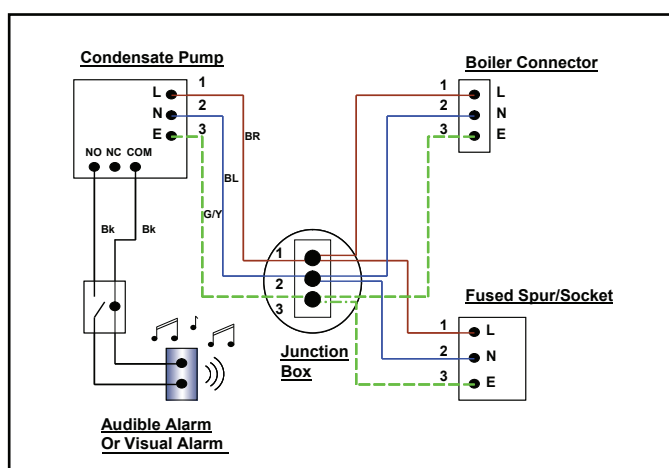 Condensate Pump
L 1
N 2
E 3
NO NC COM
BR
BL
G/Y
Bk Bk
Boiler Connector
1 L
2 N
3 E
1
2
3
Junction
Box
Fused Spur/Socket
1 L
2 N
3 E
Audible Alarm
Or Visual Alarm